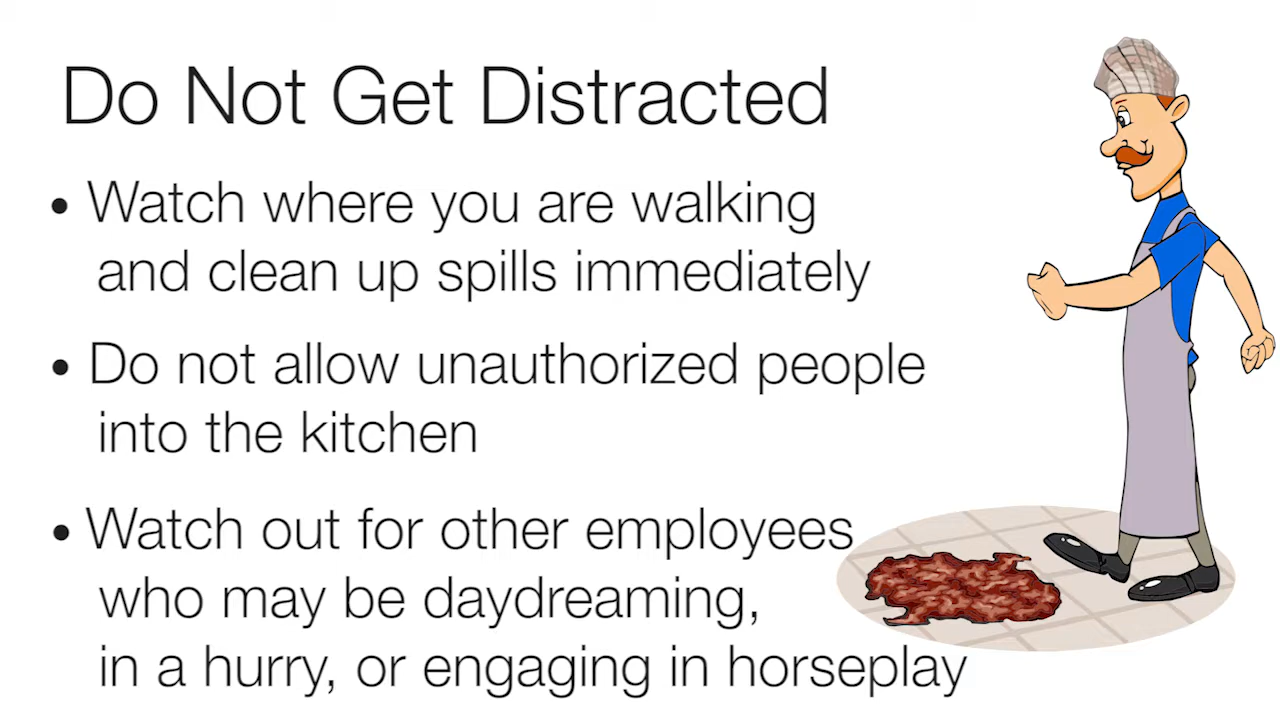 Do Not Get Distracted
• Watch where you are walking
and clean up spills immediately
• Do not allow unauthorized people
into the kitchen
• Watch out for other employees
who may be daydreaming,
in a hurry, or engaging in horseplay